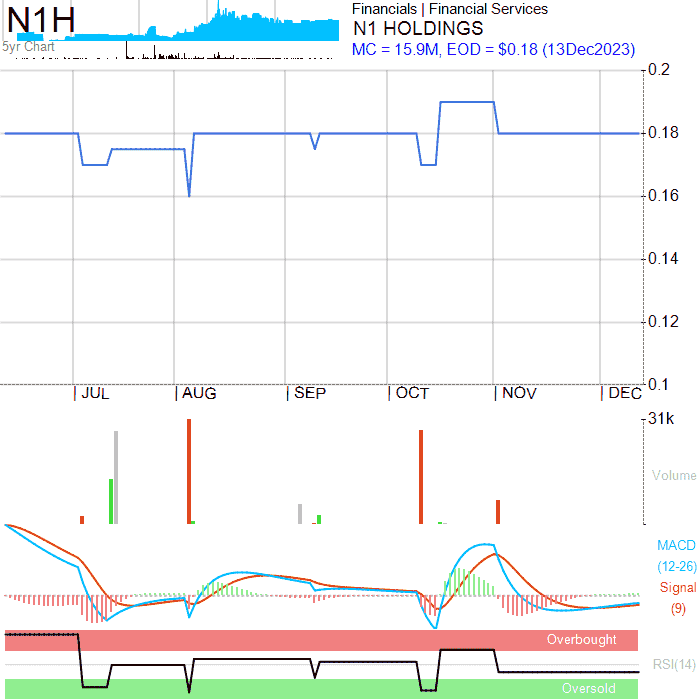 N1H
5yr Chart
Financials | Financial Services
N1 HOLDINGS
MC = 15.9M, EOD = $0.18 (13Dec2023)
0.2
0.18
0.16
0.14
0.12
0.1
JUL AUG SEP OCT NOV DEC
31k
Volume
MACD
(12-26)
Signal
(9)
Overbought
RSI(14)
Oversold